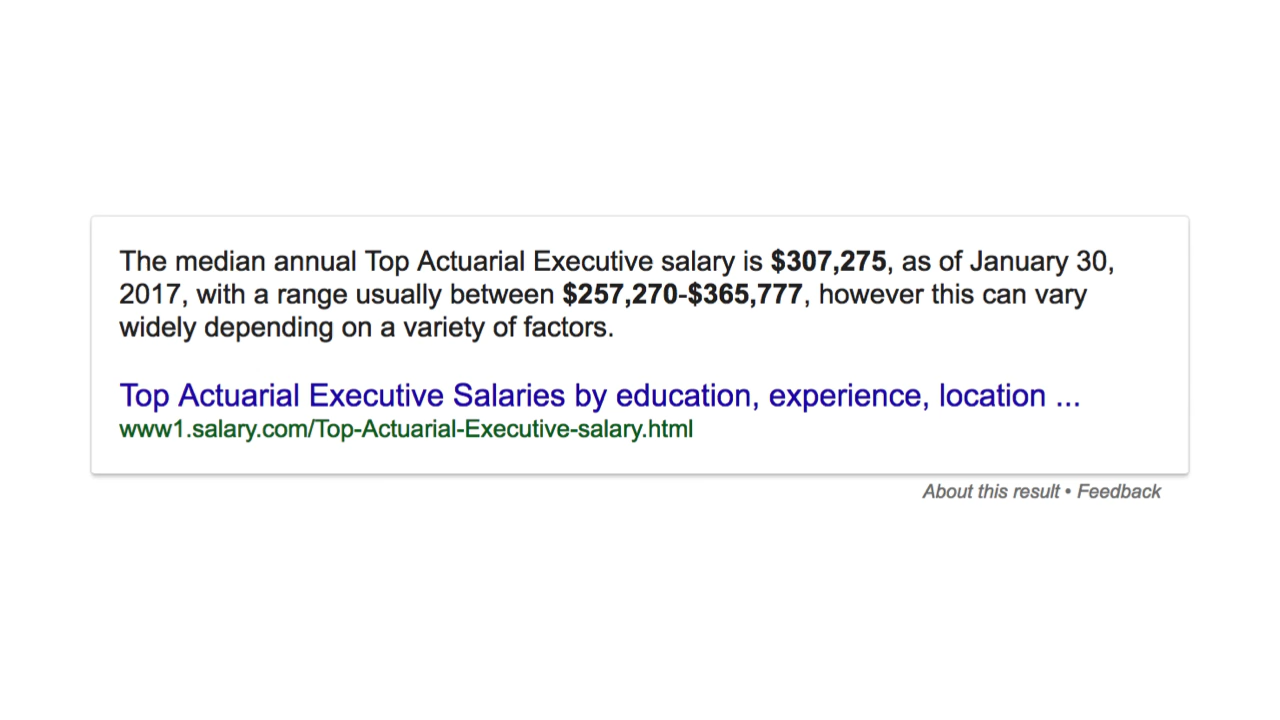 The median annual Top Actuarial Executive salary is $307,275, as of January 30,
2017, with a range usually between $257,270-$365,777, however this can vary
widely depending on a variety of factors.
Top Actuarial Executive Salaries by education, experience, location ...
www1.salary.com/Top-Actuarial-Executive-salary.html
About this result • Feedback